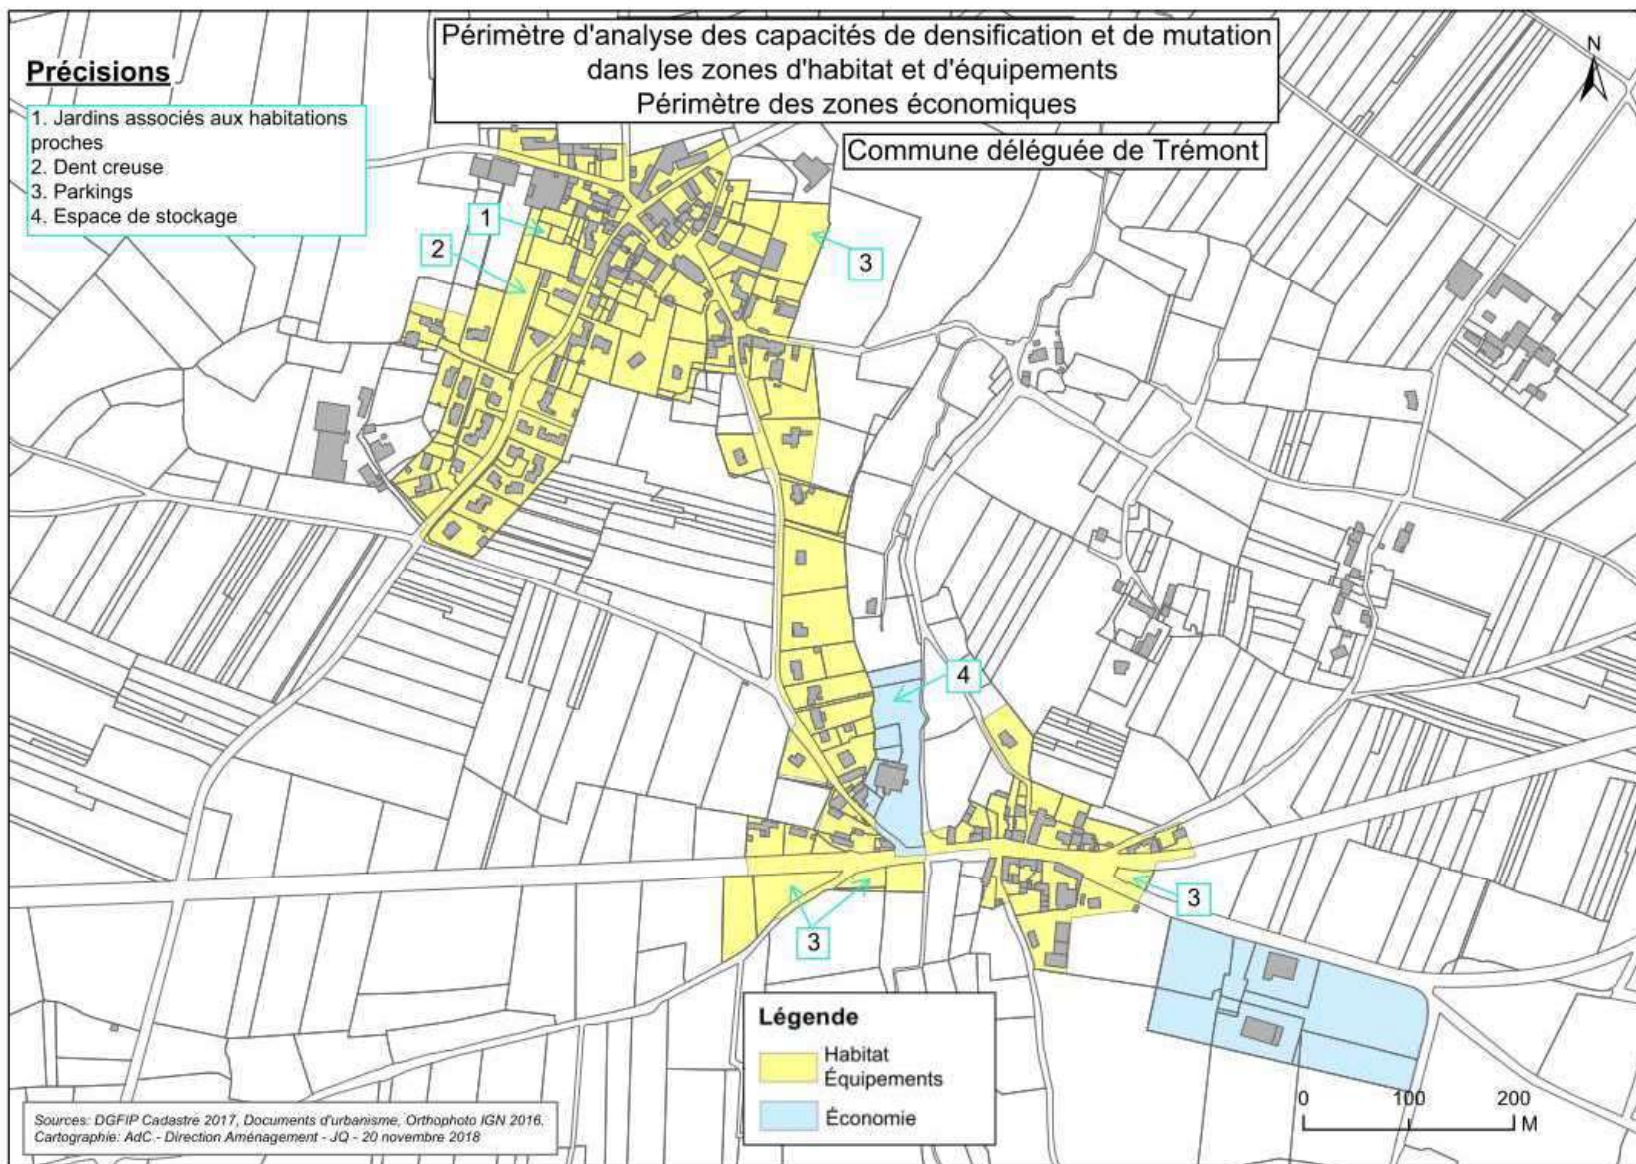 Périmètre d'analyse des capacités de densification et de mutation
dans les zones d'habitat et d'équipements
Périmètre des zones économiques
Commune déléguée de Trémont
N
Précisions
1. Jardins associés aux habitations
proches
2. Dent creuse
3. Parkings
4. Espace de stockage
1
2
3
4
3
3
Légende
Habitat
Équipements
Économie
0 100 200
M
Sources: DGFIP Cadastre 2017, Documents d'urbanisme, Orthophoto IGN 2016.
Cartographie: AdC - Direction Aménagement - JQ - 20 novembre 2018